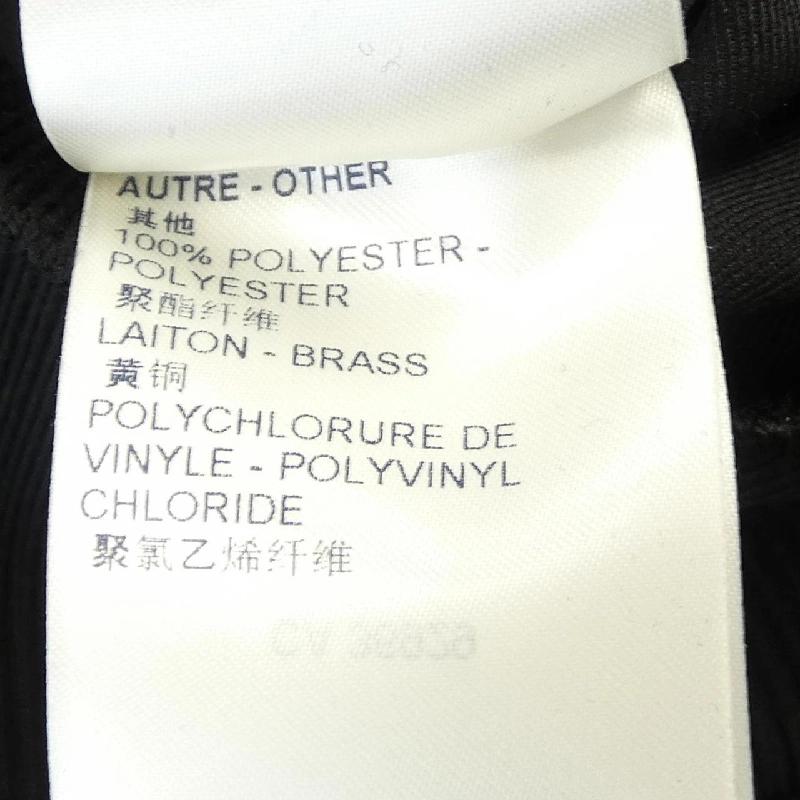 AUTRE - OTHER
其他
100% POLYESTER -
POLYESTER
聚酯纤维
LAITON - BRASS
黄铜
POLYCHLORURE DE
VINYLE - POLYVINYL
CHLORIDE
聚氯乙烯纤维